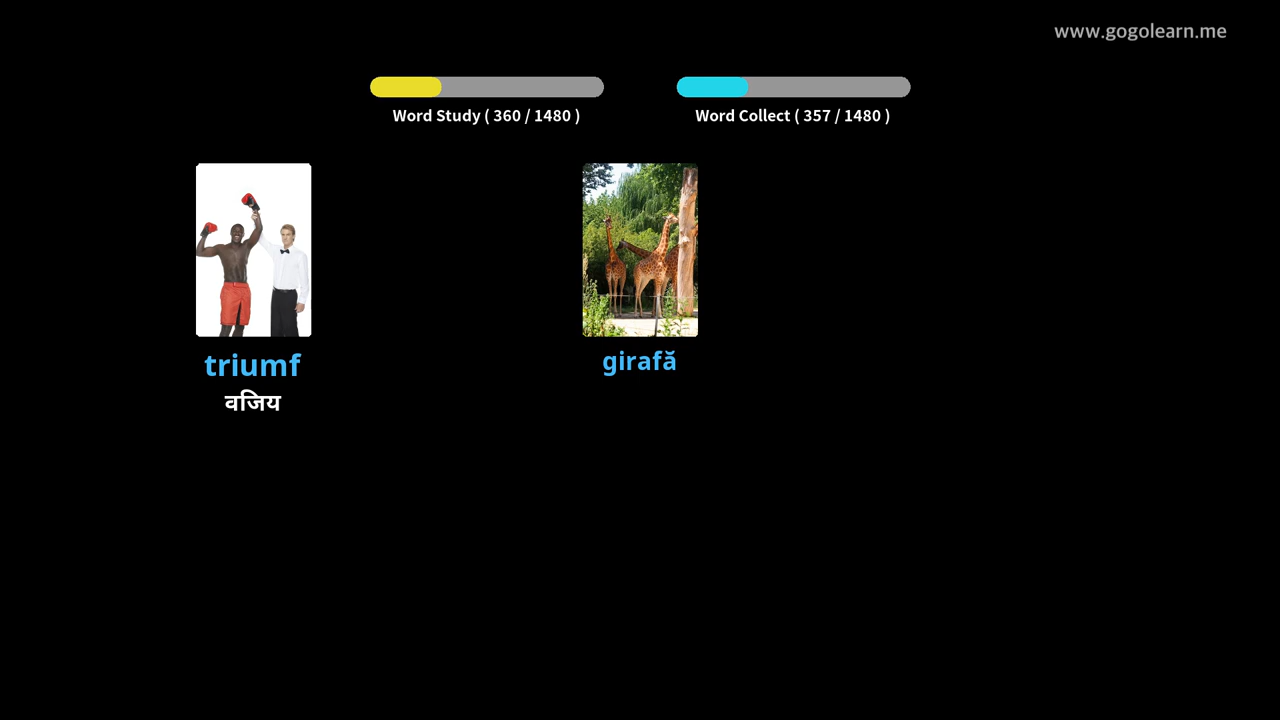 www.gogolearn.me
Word Study ( 360 / 1480 )
Word Collect ( 357 / 1480 )
triumf
वजिय
girafă